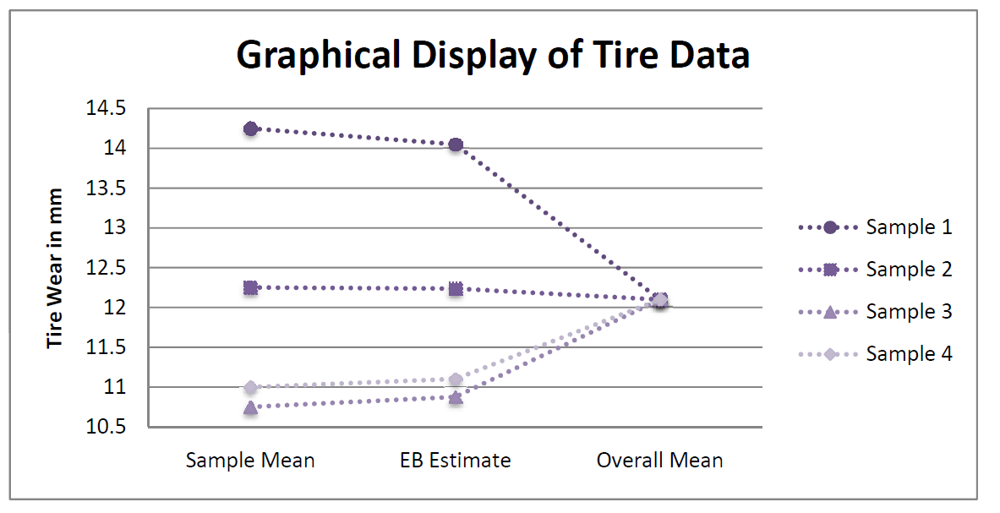 Graphical Display of Tire Data
Tire Wear in mm
14.5
14
13.5
13
12.5
12
11.5
11
10.5
Sample Mean
EB Estimate
Overall Mean
Sample 1
Sample 2
Sample 3
Sample 4